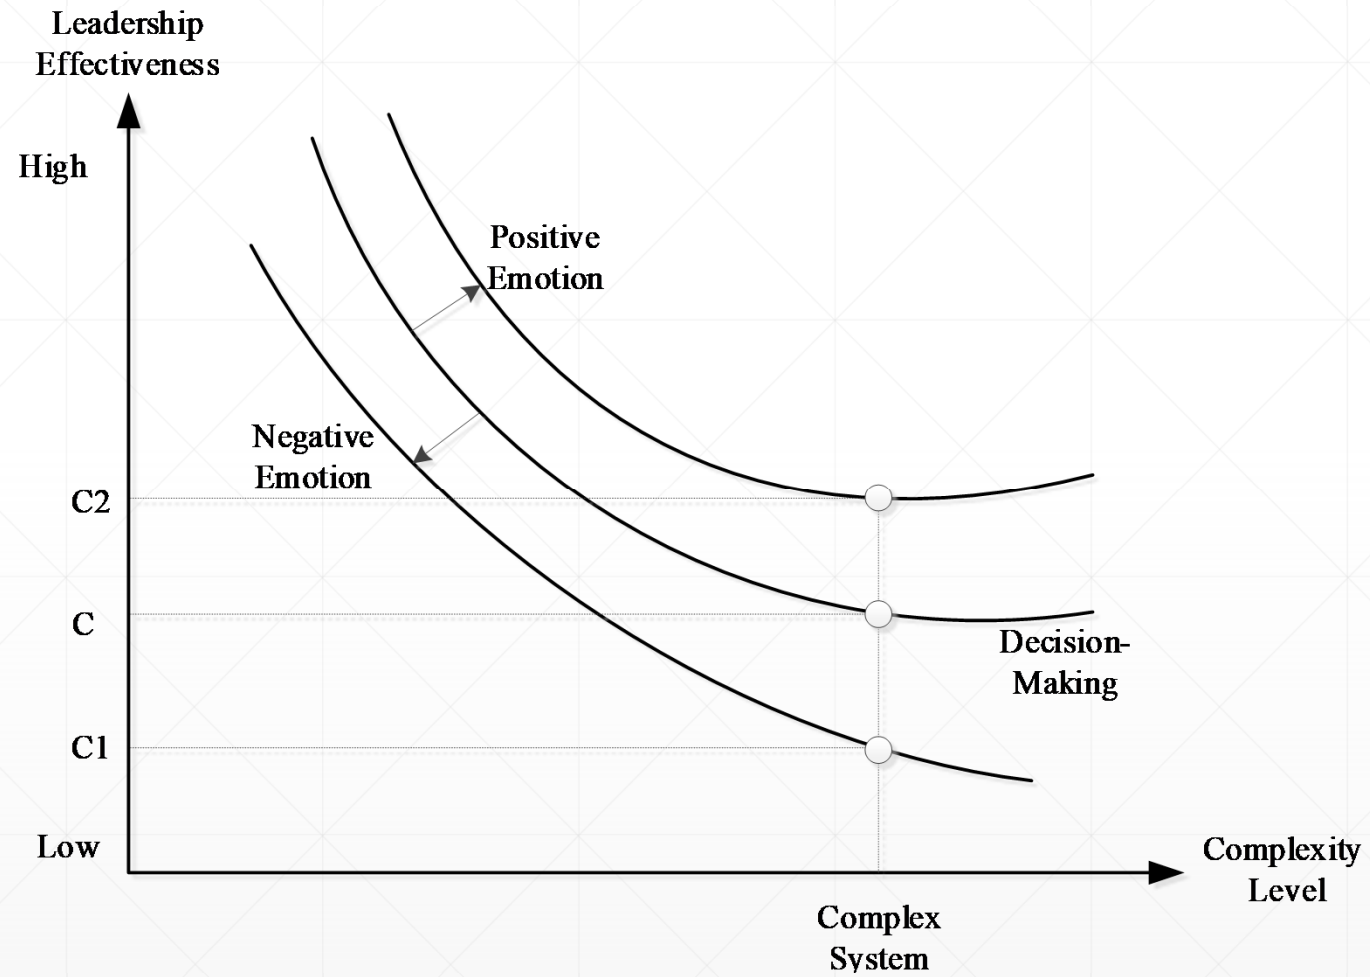 Leadership
Effectiveness
High
Positive
Emotion
Negative
Emotion
C2
C
Decision-
Making
C1
Low
Complexity
Level
Complex
System